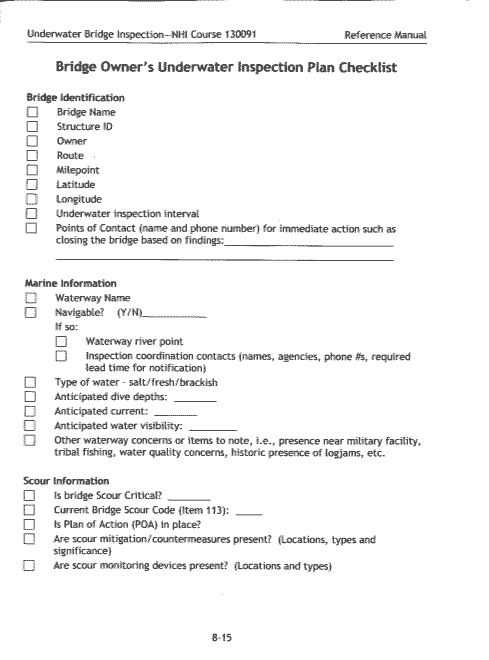 Underwater Bridge Inspection—NHI Course 130091 Reference Manual
Bridge Owner's Underwater Inspection Plan Checklist
Bridge Identification
Bridge Name
Structure ID
Owner
Route
Milepoint
Latitude
Longitude
Underwater inspection interval
Points of Contact (name and phone number) for immediate action such as
closing the bridge based on findings:
Marine Information
Waterway Name
Navigable? (Y/N)
If so:
Waterway river point
Inspection coordination contacts (names, agencies, phone #s, required
lead time for notification)
Type of water - salt/fresh/brackish
Anticipated dive depths:
Anticipated current:
Anticipated water visibility:
Other waterway concerns or items to note, i.e., presence near military facility,
tribal fishing, water quality concerns, historic presence of logjams, etc.
Scour Information
Is bridge Scour Critical?
Current Bridge Scour Code (Item 113):
Is Plan of Action (POA) in place?
Are scour mitigation/countermeasures present? (Locations, types and
significance)
Are scour monitoring devices present? (Locations and types)
8-15